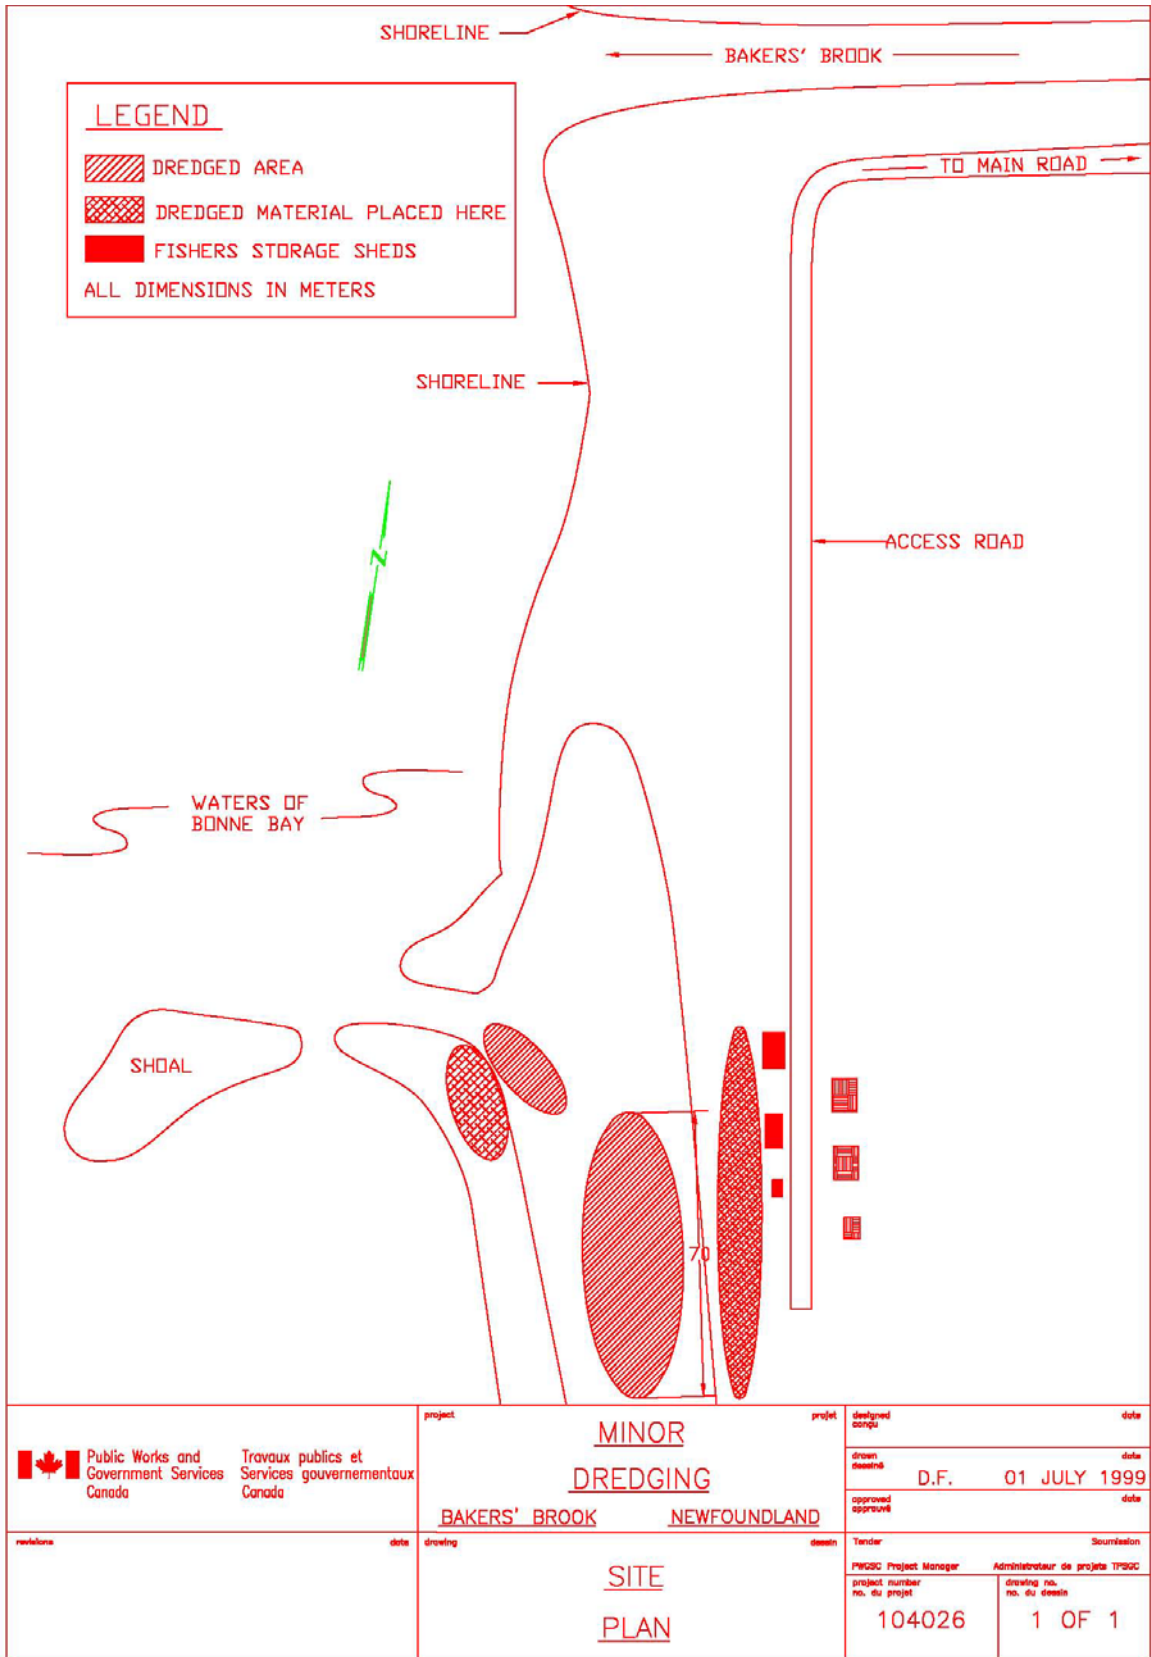 SHORELINE
BAKERS' BROOK
LEGEND
DREDGED AREA
DREDGED MATERIAL PLACED HERE
FISHERS STORAGE SHEDS
ALL DIMENSIONS IN METERS
TO MAIN ROAD
SHORELINE
N
ACCESS ROAD
WATERS OF
BONNE BAY
SHOAL
70
Public Works and
Government Services
Canada
Travaux publics et
Services gouvernementaux
Canada
project projet
MINOR
DREDGING
BAKERS' BROOK NEWFOUNDLAND
designed date
conçu
drawn date
dessiné
D.F. 01 JULY 1999
approved date
approuvé
revisions date
drawing dessin
SITE
PLAN
Tender Soumission
PWGSC Project Manager Administrateur de projets TPSGC
project number
no. du projet
104026
drawing no.
no. du dessin
1 OF 1